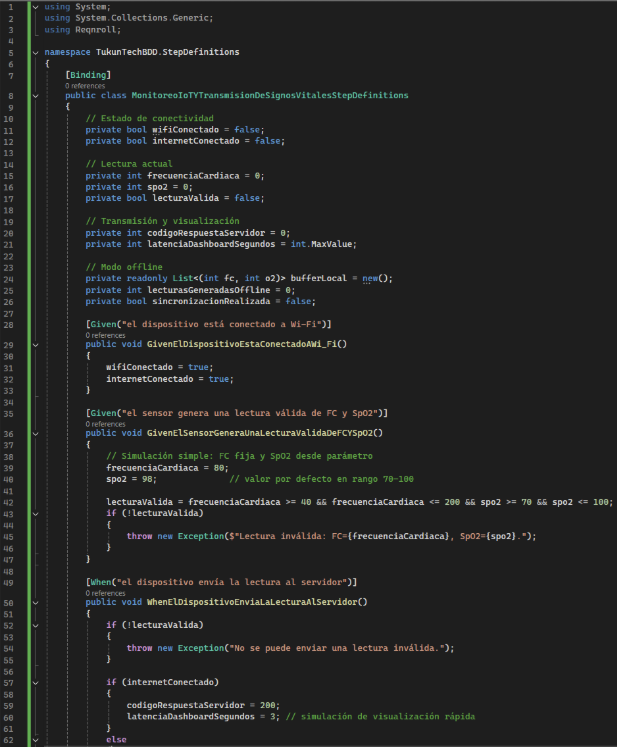 1 using System;
2 using System.Collections.Generic;
3 using Reqnroll;
4
5 namespace TukunTechBDD.StepDefinitions
6 {
7 [Binding]
0 references
8 public class MonitoreoIoTYTransmisionDeSignosVitalesStepDefinitions
9 {
10 // Estado de conectividad
11 private bool wifiConectado = false;
12 private bool internetConectado = false;
13
14 // Lectura actual
15 private int frecuenciaCardiaca = 0;
16 private int spo2 = 0;
17 private bool lecturaValida = false;
18
19 // Transmisión y visualización
20 private int codigoRespuestaServidor = 0;
21 private int latenciaDashboardSegundos = int.MaxValue;
22
23 // Modo offline
24 private readonly List<(int fc, int o2)> bufferLocal = new();
25 private int lecturasGeneradasOffline = 0;
26 private bool sincronizacionRealizada = false;
27
28 [Given("el dispositivo está conectado a Wi-Fi")]
0 references
29 public void GivenElDispositivoEstaConectadoAWi_Fi()
30 {
31 wifiConectado = true;
32 internetConectado = true;
33 }
34
35 [Given("el sensor genera una lectura válida de FC y SpO2")]
0 references
36 public void GivenElSensorGeneraUnaLecturaValidaDeFCYSpO2()
37 {
38 // Simulación simple: FC fija y SpO2 desde parámetro
39 frecuenciaCardiaca = 80;
40 spo2 = 98; // valor por defecto en rango 70-100
41
42 lecturaValida = frecuenciaCardiaca >= 40 && frecuenciaCardiaca <= 200 && spo2 >= 70 && spo2 <= 100;
43 if (!lecturaValida)
44 {
45 throw new Exception($"Lectura inválida: FC={frecuenciaCardiaca}, SpO2={spo2}.");
46 }
47 }
48
49 [When("el dispositivo envía la lectura al servidor")]
0 references
50 public void WhenElDispositivoEnviaLaLecturaAlServidor()
51 {
52 if (!lecturaValida)
53 {
54 throw new Exception("No se puede enviar una lectura inválida.");
55 }
56
57 if (internetConectado)
58 {
59 codigoRespuestaServidor = 200;
60 latenciaDashboardSegundos = 3; // simulación de visualización rápida
61 }
62 else